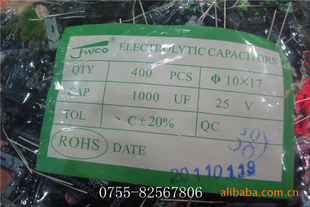 Jwco ELECTROLYTIC CAPACITORS
QTY 400 PCS Φ10×17
CAP 1000 UF 25 V
TOL C±20% QC
ROHS DATE
0755-82567806
alibaba.com.cn